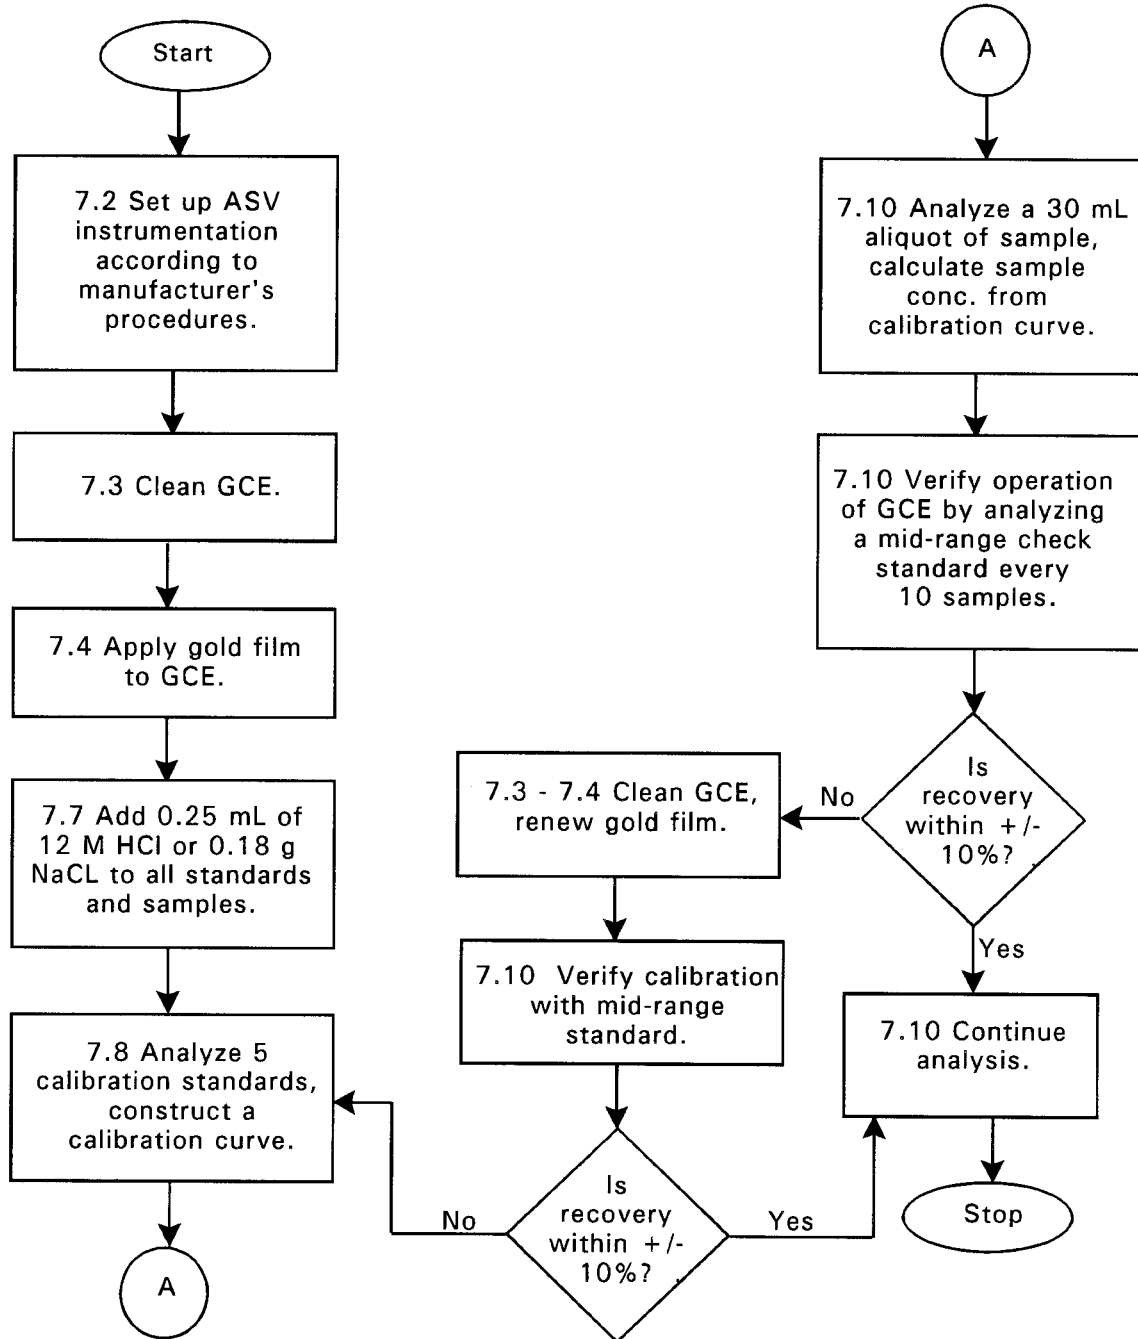 Start
7.2 Set up ASV
instrumentation
according to
manufacturer's
procedures.
7.3 Clean GCE.
7.4 Apply gold film
to GCE.
7.7 Add 0.25 mL of
12 M HCl or 0.18 g
NaCL to all standards
and samples.
7.8 Analyze 5
calibration standards,
construct a
calibration curve.
A
A
7.10 Analyze a 30 mL
aliquot of sample,
calculate sample
conc. from
calibration curve.
7.10 Verify operation
of GCE by analyzing
a mid-range check
standard every
10 samples.
Is
recovery
within +/-
10%?
No
Yes
7.3 - 7.4 Clean GCE,
renew gold film.
7.10 Verify calibration
with mid-range
standard.
Is
recovery
within +/-
10%?
No
Yes
7.10 Continue
analysis.
Stop